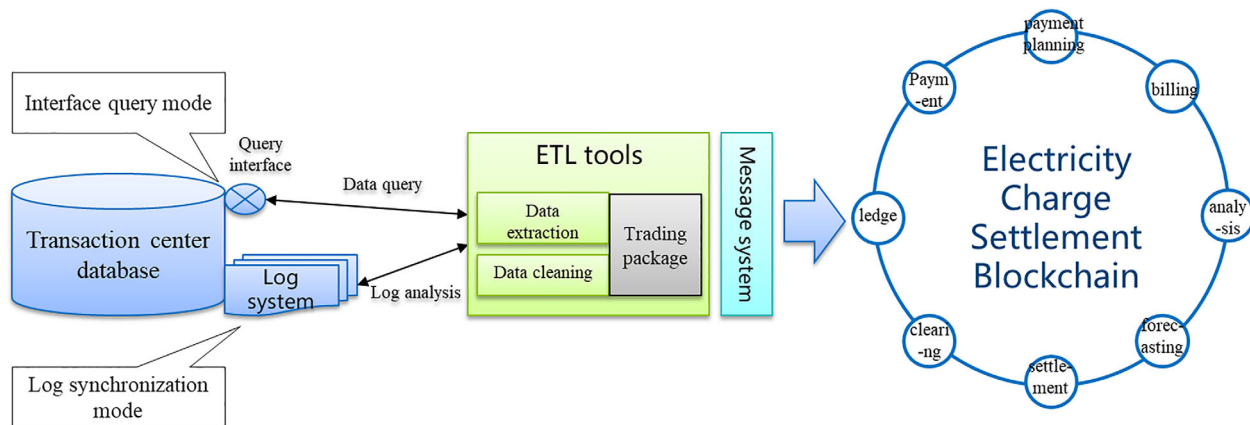 Interface query mode
Query
interface
Transaction center
database
Log
system
Log synchronization
mode
Data query
Log analysis
ETL tools
Data
extraction
Data cleaning
Trading
package
Message system
Electricity
Charge
Settlement
Blockchain
payment
planning
billing
analy
-sis
forec-
asting
settle-
ment
cleari
-ng
ledge
Paym
-ent